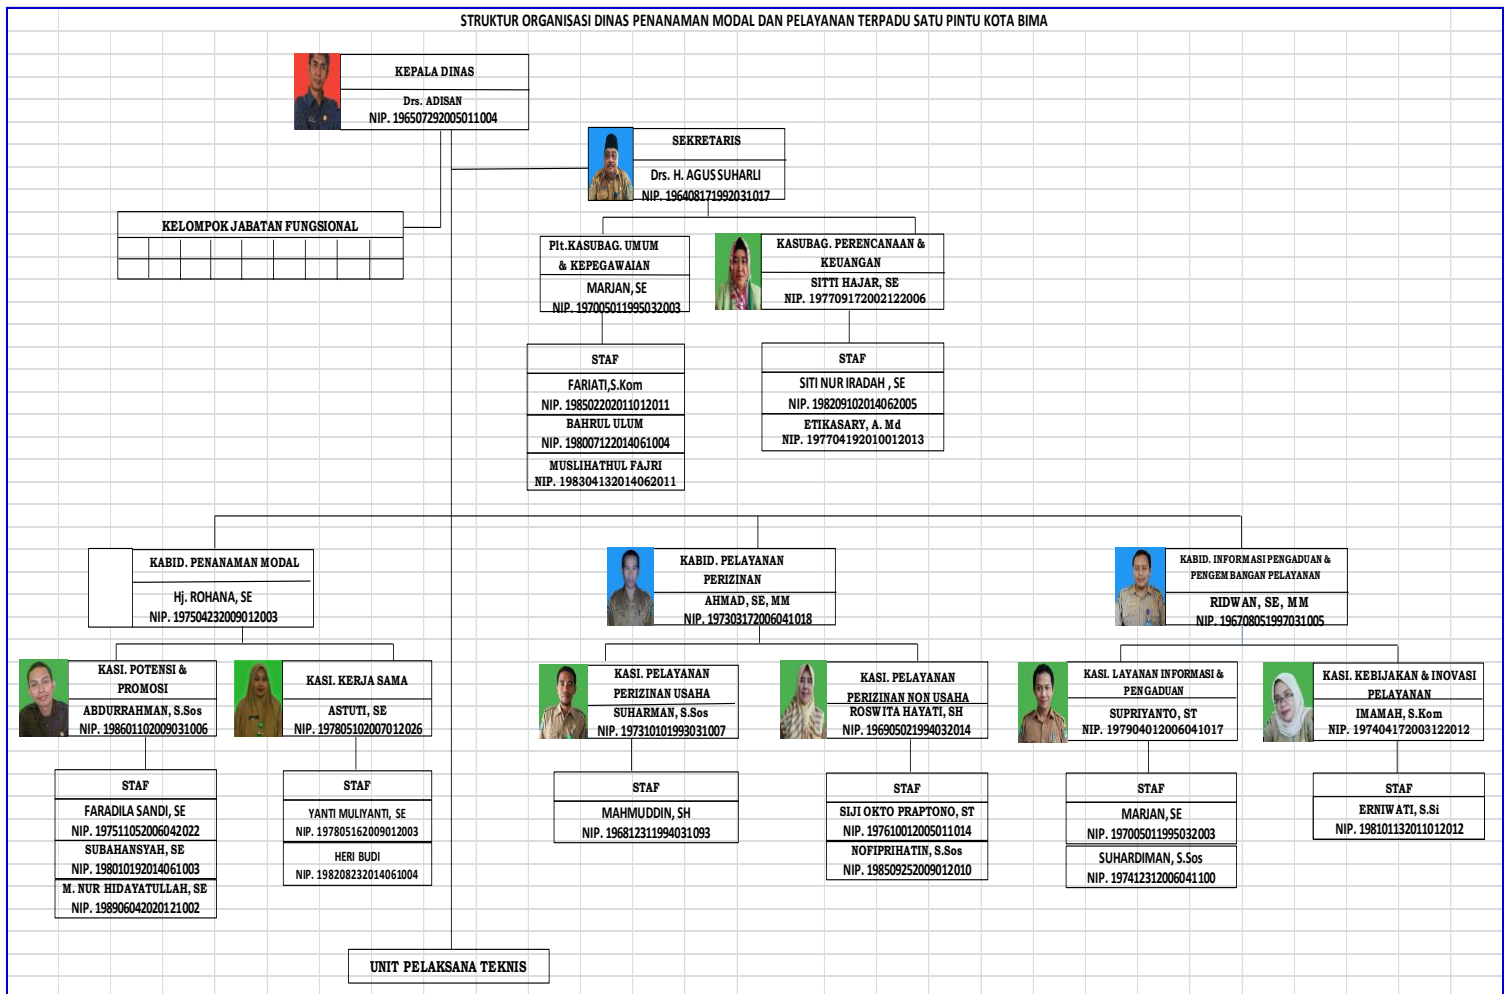 STRUKTUR ORGANISASI DINAS PENANAMAN MODAL DAN PELAYANAN TERPADU SATU PINTU KOTA BIMA
KEPALA DINAS
Drs. ADISAN
NIP. 196507292005011004
SEKRETARIS
Drs. H. AGUS SUHARLI
NIP. 196408171992031017
KELOMPOK JABATAN FUNGSIONAL
Plt.KASUBAG. UMUM
& KEPEGAWAIAN
MARJAN, SE
NIP. 197005011995032003
KASUBAG. PERENCANAAN &
KEUANGAN
SITTI HAJAR, SE
NIP. 197709172002122006
STAF
FARIATI,S.Kom
NIP. 198502202011012011
BAHRUL ULUM
NIP. 198007122014061004
MUSLIHATHUL FAJRI
NIP. 198304132014062011
STAF
SITI NUR IRADAH , SE
NIP. 198209102014062005
ETIKASARY, A. Md
NIP. 197704192010012013
KABID. PENANAMAN MODAL
Hj. ROHANA, SE
NIP. 197504232009012003
KABID. PELAYANAN
PERIZINAN
AHMAD, SE, MM
NIP. 197303172006041018
KABID. INFORMASI PENGADUAN &
PENGEMBANGAN PELAYANAN
RIDWAN, SE, MM
NIP. 196708051997031005
KASI. POTENSI &
PROMOSI
ABDURRAHMAN, S.Sos
NIP. 198601102009031006
KASI. KERJA SAMA
ASTUTI, SE
NIP. 197805102007012026
KASI. PELAYANAN
PERIZINAN USAHA
SUHARMAN, S.Sos
NIP. 197310101993031007
KASI. PELAYANAN
PERIZINAN NON USAHA
ROSWITA HAYATI, SH
NIP. 196905021994032014
KASI. LAYANAN INFORMASI &
PENGADUAN
SUPRIYANTO, ST
NIP. 197904012006041017
KASI. KEBIJAKAN & INOVASI
PELAYANAN
IMAMAH, S.Kom
NIP. 197404172003122012
STAF
FARADILA SANDI, SE
NIP. 197511052006042022
SUBAHANSYAH, SE
NIP. 198010192014061003
M. NUR HIDAYATULLAH, SE
NIP. 198906042020121002
STAF
YANTI MULIYANTI, SE
NIP. 197805162009012003
HERI BUDI
NIP. 198208232014061004
STAF
MAHMUDDIN, SH
NIP. 196812311994031093
STAF
SIJI OKTO PRAPTONO, ST
NIP. 197610012005011014
NOFIPRIHATIN, S.Sos
NIP. 198509252009012010
STAF
MARJAN, SE
NIP. 197005011995032003
SUHARDIMAN, S.Sos
NIP. 197412312006041100
STAF
ERNIWATI, S.Si
NIP. 198101132011012012
UNIT PELAKSANA TEKNIS